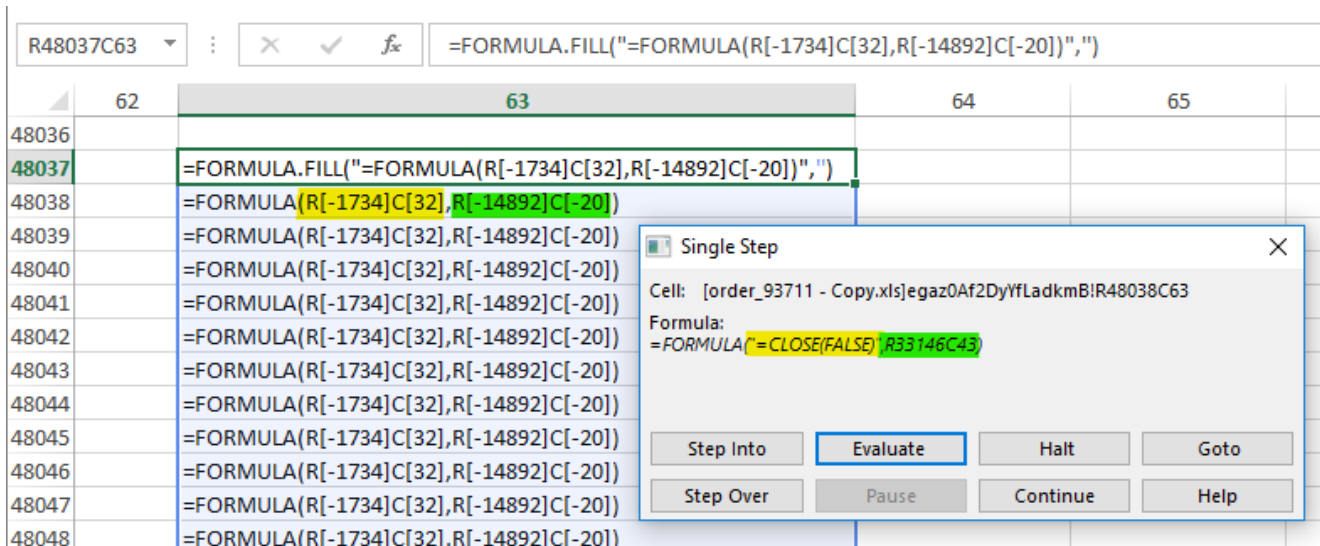 R48037C63 fx =FORMULA.FILL("=FORMULA(R[-1734]C[32],R[-14892]C[-20])",")
62 63 64 65
48036
48037 =FORMULA.FILL("=FORMULA(R[-1734]C[32],R[-14892]C[-20])",")
48038 =FORMULA(R[-1734]C[32],R[-14892]C[-20])
48039 =FORMULA(R[-1734]C[32],R[-14892]C[-20])
48040 =FORMULA(R[-1734]C[32],R[-14892]C[-20])
48041 =FORMULA(R[-1734]C[32],R[-14892]C[-20])
48042 =FORMULA(R[-1734]C[32],R[-14892]C[-20])
48043 =FORMULA(R[-1734]C[32],R[-14892]C[-20])
48044 =FORMULA(R[-1734]C[32],R[-14892]C[-20])
48045 =FORMULA(R[-1734]C[32],R[-14892]C[-20])
48046 =FORMULA(R[-1734]C[32],R[-14892]C[-20])
48047 =FORMULA(R[-1734]C[32],R[-14892]C[-20])
48048 =FORMULA(R[-1734]C[32],R[-14892]C[-20])
Single Step
Cell: [order_93711 - Copy.xls]egaz0Af2DyYfLadkmB!R48038C63
Formula:
=FORMULA("=CLOSE(FALSE)",R33146C43)
Step Into Evaluate Halt Goto
Step Over Pause Continue Help